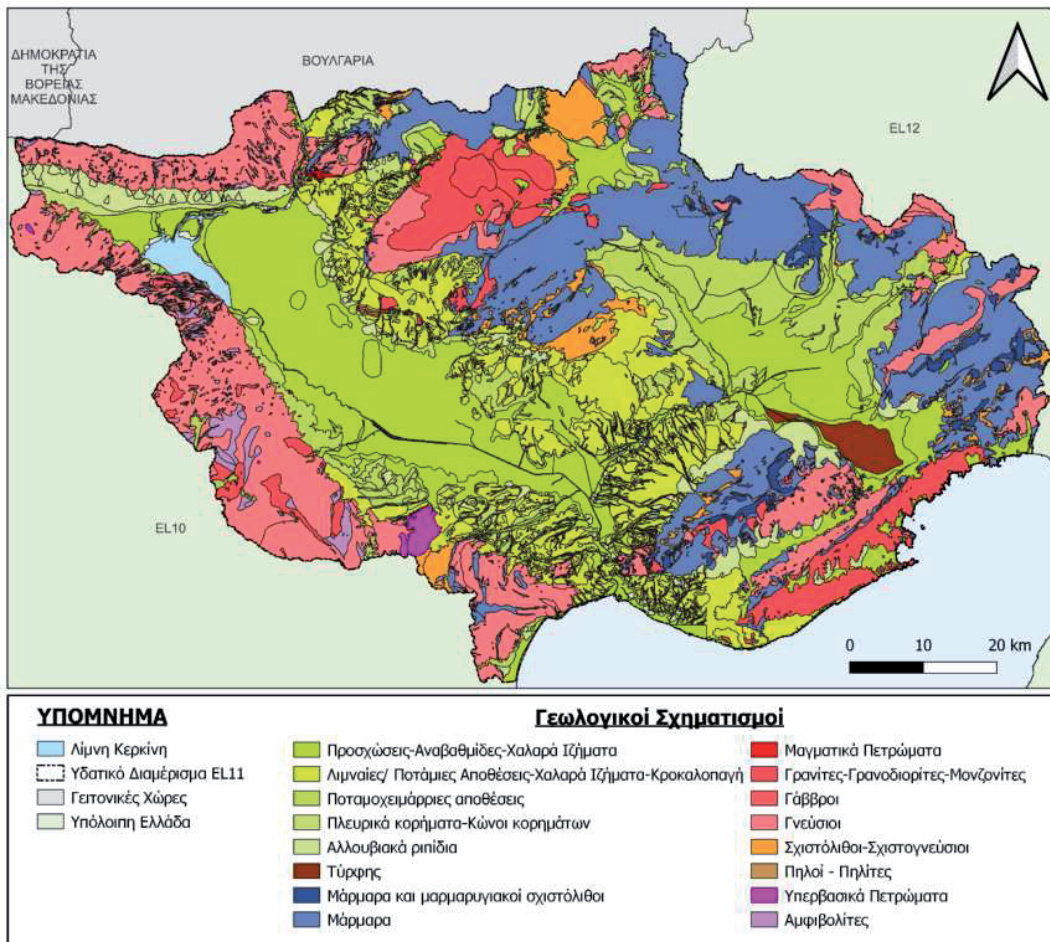 ΔΗΜΟΚΡΑΤΙΑ
ΤΗΣ
ΒΟΡΕΙΑΣ
ΜΑΚΕΔΟΝΙΑΣ
ΒΟΥΛΓΑΡΙΑ
EL12
EL10
0 10 20 km
ΥΠΟΜΝΗΜΑ
Λίμνη Κερκίνη
Υδατικό Διαμέρισμα EL11
Γειτονικές Χώρες
Υπόλοιπη Ελλάδα
Γεωλογικοί Σχηματισμοί
Προσχώσεις-Αναβαθμίδες-Χαλαρά Ιζήματα
Λιμναίες/ Ποτάμιες Αποθέσεις-Χαλαρά Ιζήματα-Κροκαλοπαγή
Ποταμοχειμάρριες αποθέσεις
Πλευρικά κορήματα-Κώνοι κορημάτων
Αλλουβιακά ριπίδια
Τύρφης
Μάρμαρα και μαρμαρυγιακοί σχιστόλιθοι
Μάρμαρα
Μαγματικά Πετρώματα
Γρανίτες-Γρανοδιορίτες-Μονζονίτες
Γάββροι
Γνεύσιοι
Σχιστόλιθοι-Σχιστογνεύσιοι
Πηλοί - Πηλίτες
Υπερβασικά Πετρώματα
Αμφιβολίτες